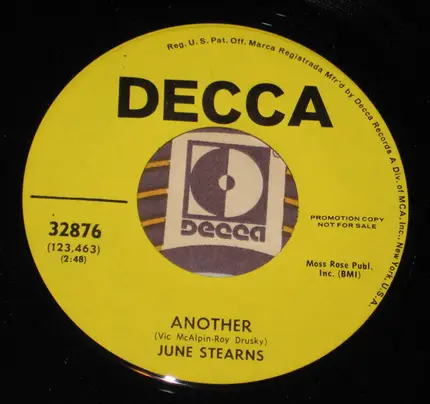 Reg. U.S. Pat. Off. Marca Registrada Mfr'd by Decca Records A Div. of MCA, Inc., New York, U.S.A.
DECCA
Decca
32876
(123,463)
(2:48)
PROMOTION COPY
NOT FOR SALE
Moss Rose Publ.
Inc. (BMI)
ANOTHER
(Vic McAlpin-Roy Drusky)
JUNE STEARNS